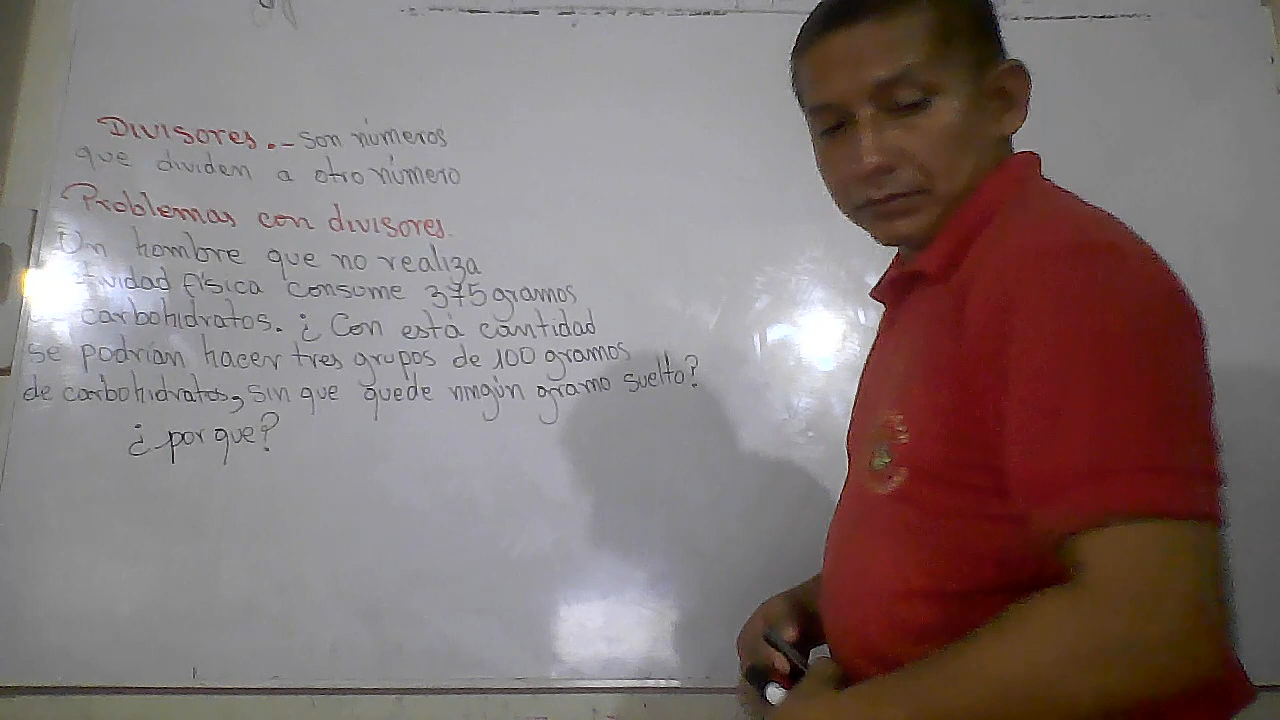 Divisores.- son números
que dividen a otro número
Problemas con divisores.
Un hombre que no realiza
física consume 375 gramos
carbohidratos. ¿Con está cantidad
se podrían hacer tres grupos de 100 gramos
de carbohidratos, sin que quede ningún gramo suelto?
¿porque?